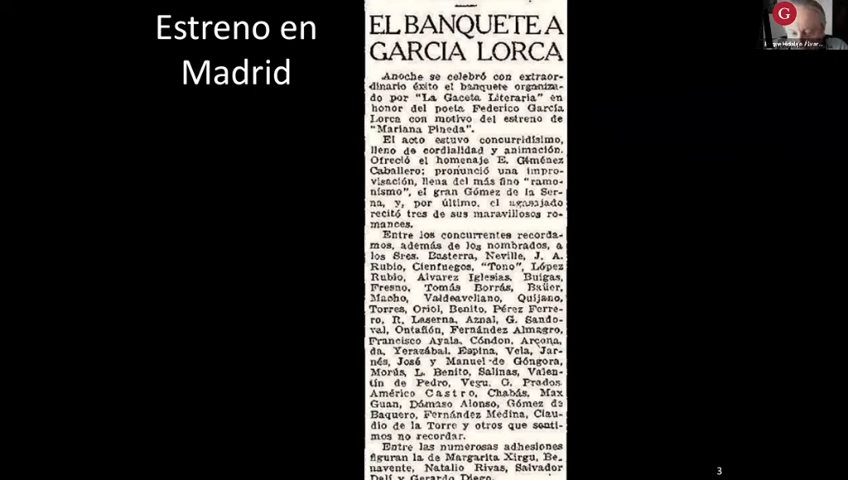 Estreno en
Madrid
EL BANQUETE A
GARCIA LORCA
Anoche se celebró con extraor-
dinario éxito el banquete organiza-
do por "La Gaceta Literaria" en
honor del poeta Federico García
Lorca con motivo del estreno de
"Mariana Pineda".
El acto estuvo concurridísimo,
lleno de cordialidad y animación.
Ofreció el homenaje E. Giménez
Caballero; pronunció una impro-
visación, llena del más fino "ramo-
nismo", el gran Gómez de la Ser-
na, y, por último, el agasajado
recitó tres de sus maravillosos ro-
mances.
Entre los concurrentes recorda-
mos, además de los nombrados, a
los Sres. Basterra, Neville, J. A.
Rubio, Cienfuegos, "Tono", López
Rubio, Alvarez Iglesias, Buigas,
Fresno, Tomás Borrás, Baüer,
Macho, Valdeavellano, Quijano,
Torres, Oriol, Benito, Pérez Ferre-
ro, R. Laserna, Aznal, G. Sando-
val, Ontañón, Fernández Almagro,
Francisco Ayala, Cóndon, Arcona,
da, Yerazábal, Espina, Vela, Jar-
nés, José y Manuel de Góngora,
Morús, L. Benito, Salinas, Valen-
tín de Pedro, Vegu, G. Prados,
Américo Castro, Chabás, Max
Guan, Dámaso Alonso, Gómez de
Baquero, Fernández Medina, Clau
dio de la Torre y otros que senti-
mos no recordar.
Entre las numerosas adhesiones
figuran la de Margarita Xirgu, Be-
navente, Natalio Rivas, Salvador
Dalí y Gerardo Diego.
G
3